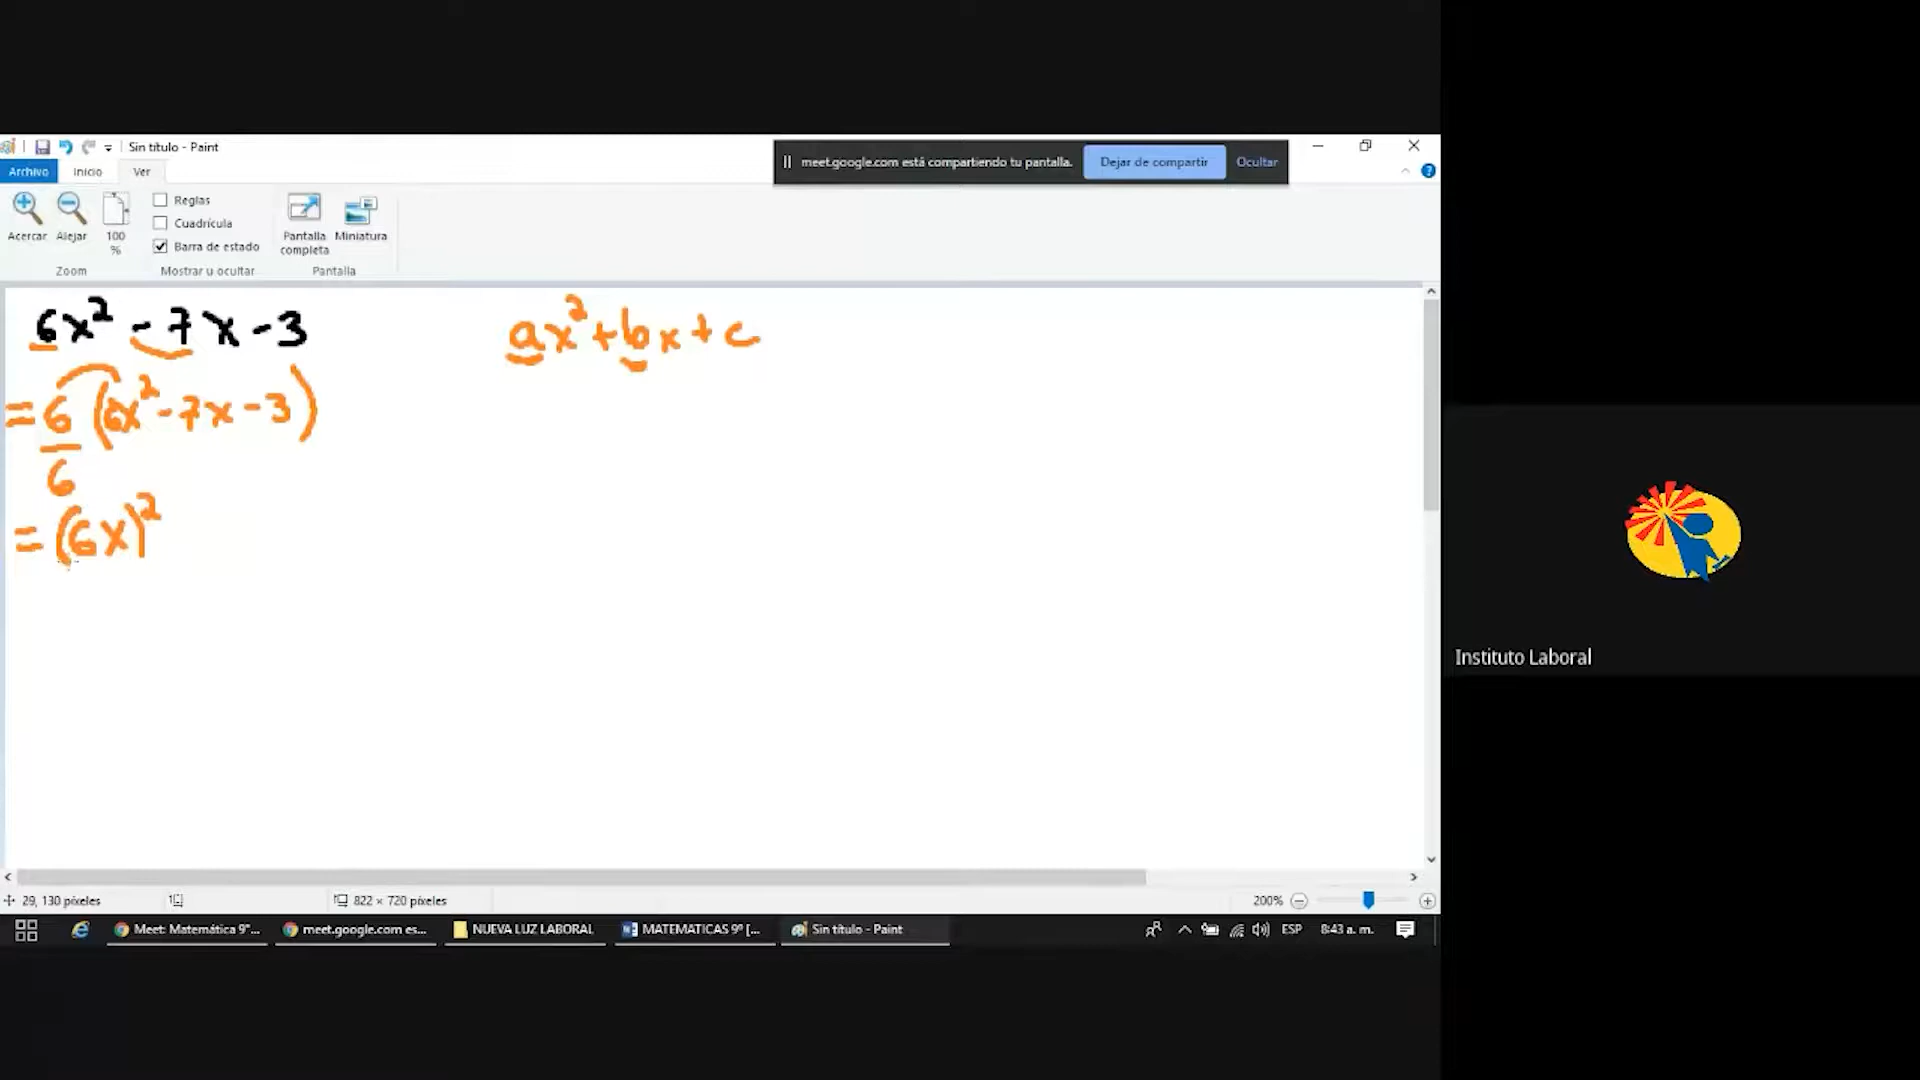 Sin título - Paint
meet.google.com está compartiendo tu pantalla. Dejar de compartir Ocultar
Archivo Inicio Ver
Acercar Alejar 100 %
Reglas
Cuadrícula
Barra de estado
Pantalla completa Miniatura
Zoom Mostrar u ocultar Pantalla
6x² - 7x - 3
ax² + bx + c
= 6 (6x² - 7x - 3)
6
= (6x)²
Instituto Laboral
29, 130 píxeles 822 × 720 píxeles 200%
Meet: Matemática 9°... meet.google.com es... NUEVA LUZ LABORAL MATEMATICAS 9º [... Sin título - Paint ESP 8:43 a. m.